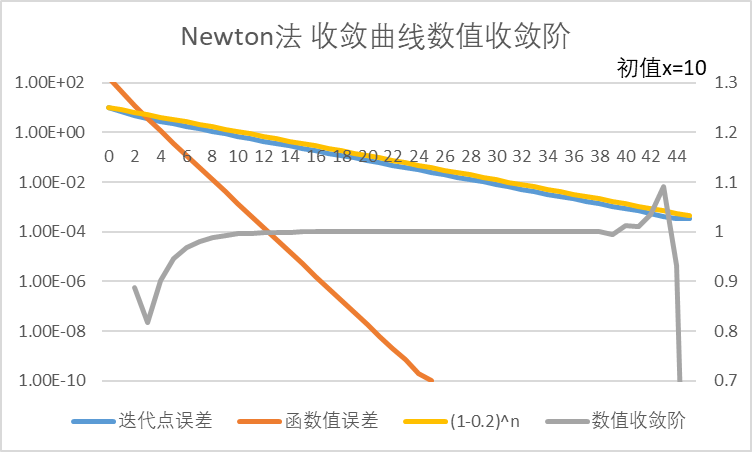 Newton法 收敛曲线数值收敛阶
初值x=10
1.00E+02
1.00E+00
1.00E-02
1.00E-04
1.00E-06
1.00E-08
1.00E-10
0 2 4 6 8 10 12 14 16 18 20 22 24 26 28 30 32 34 36 38 40 42 44
1.3
1.2
1.1
1
0.9
0.8
0.7
迭代点误差 函数值误差 (1-0.2)^n 数值收敛阶